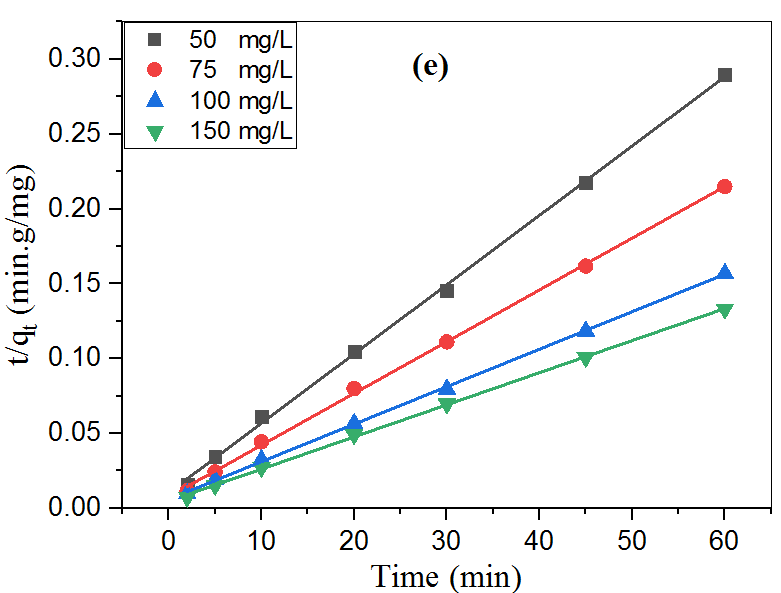 50 mg/L
75 mg/L
100 mg/L
150 mg/L
(e)
t/qt (min.g/mg)
0.30
0.25
0.20
0.15
0.10
0.05
0.00
0 10 20 30 40 50 60
Time (min)